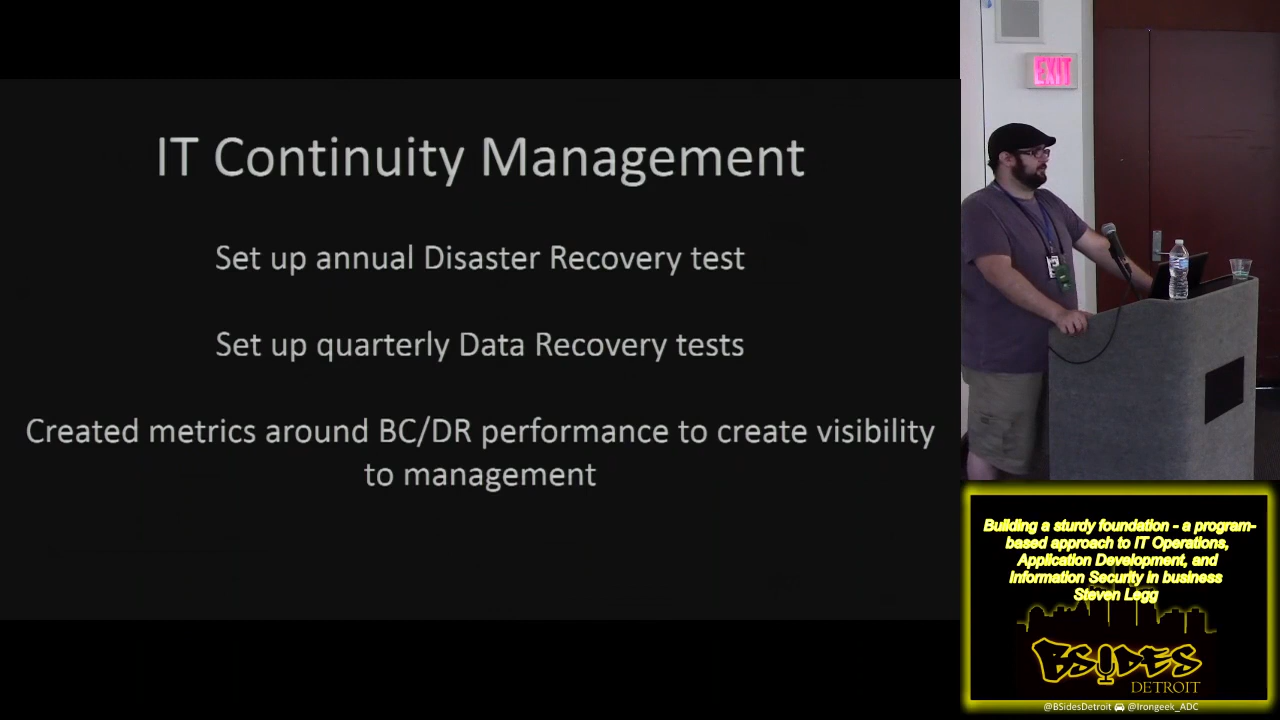 IT Continuity Management
Set up annual Disaster Recovery test
Set up quarterly Data Recovery tests
Created metrics around BC/DR performance to create visibility
to management
EXIT
Building a sturdy foundation - a program-
based approach to IT Operations,
Application Development, and
Information Security in business
Steven Legg
BSIDES
DETROIT
@BSidesDetroit @Irongeek_ADC